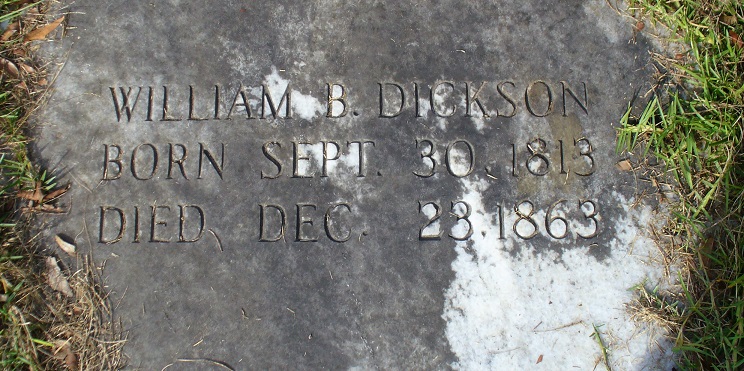 WILLIAM B. DICKSON
BORN SEPT. 30, 1813
DIED DEC. 23, 1863